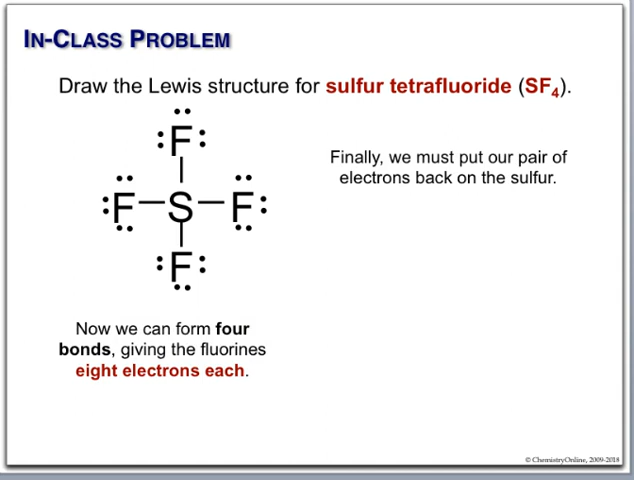 IN-CLASS PROBLEM
Draw the Lewis structure for sulfur tetrafluoride (SF₄).
F
Finally, we must put our pair of
electrons back on the sulfur.
F S F
F
Now we can form four
bonds, giving the fluorines
eight electrons each.
© ChemistryOnline, 2009-2018